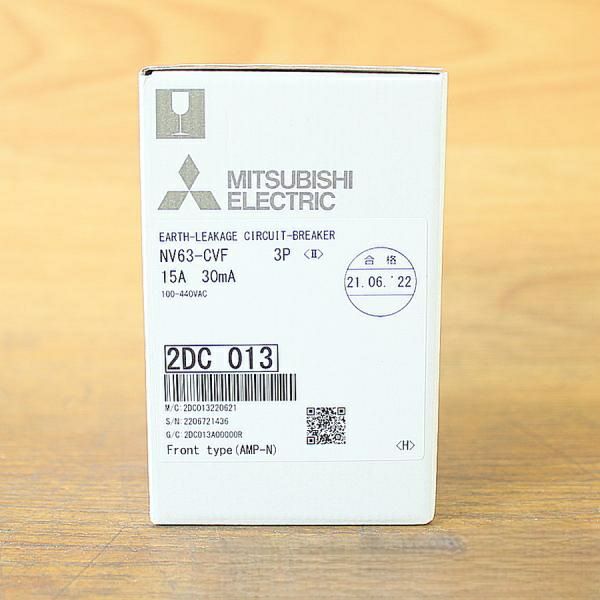 MITSUBISHI
ELECTRIC
EARTH-LEAKAGE CIRCUIT-BREAKER
NV63-CVF 3P <Ⅱ>
15A 30mA
100-440VAC
合格
21.06.'22
2DC 013
M/C:2DC013220621
S/N:2206721436
G/C:2DC013A00000R
Front type(AMP-N)
<H>